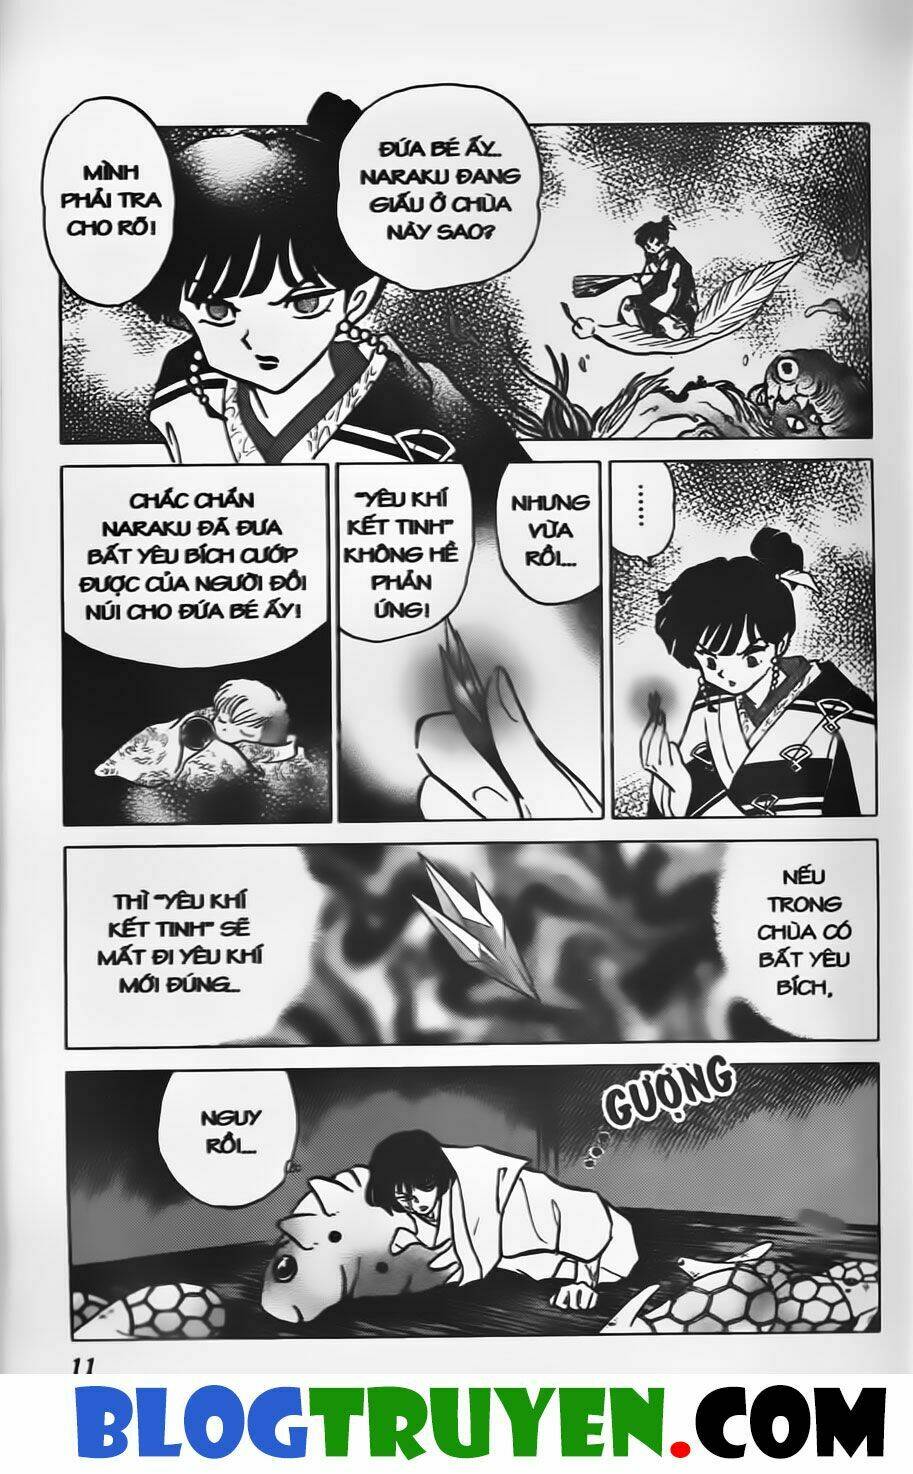 ĐỨA BÉ ẤY...
NARAKU ĐANG
GIẤU Ở CHÙA
NÀY SAO?
MÌNH
PHẢI TRA
CHO RÕ!
......
NHƯNG
VỪA
RỒI...
"YÊU KHÍ
KẾT TINH"
KHÔNG HỀ
PHẢN
ỨNG!
CHẮC CHẮN
NARAKU ĐÃ ĐƯA
BẤT YÊU BÍCH CƯỚP
ĐƯỢC CỦA NGƯỜI ĐỒI
NÚI CHO ĐỨA BÉ ẤY!
NẾU
TRONG
CHÙA CÓ
BẤT YÊU
BÍCH,
THÌ "YÊU KHÍ
KẾT TINH" SẼ
MẤT ĐI YÊU KHÍ
MỚI ĐÚNG...
GƯỢNG
NGUY
RỒI...
11
BLOGTRUYEN.COM